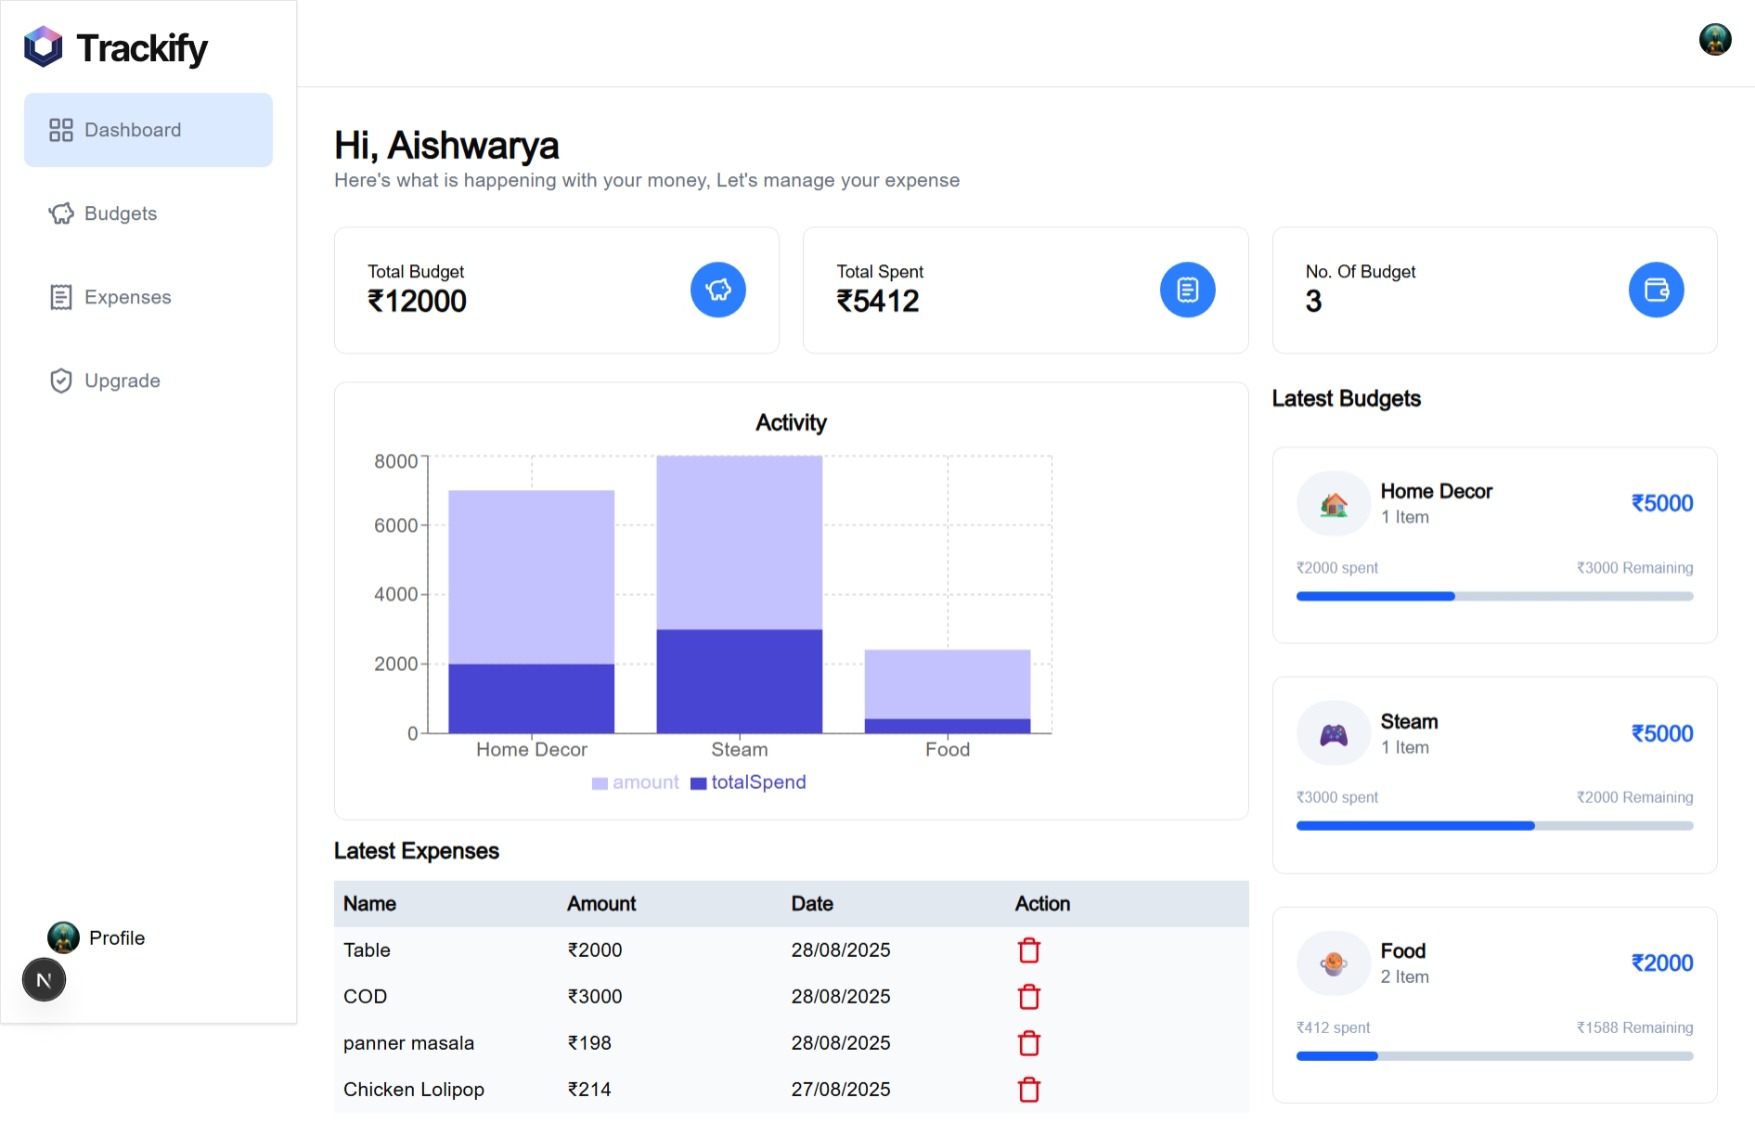 Trackify
Dashboard
Budgets
Expenses
Upgrade
Profile
N
Hi, Aishwarya
Here's what is happening with your money, Let's manage your expense
Total Budget
₹12000
Total Spent
₹5412
No. Of Budget
3
Activity
8000
6000
4000
2000
0
Home Decor Steam Food
amount totalSpend
Latest Expenses
Name Amount Date Action
Table ₹2000 28/08/2025
COD ₹3000 28/08/2025
panner masala ₹198 28/08/2025
Chicken Lolipop ₹214 27/08/2025
Latest Budgets
Home Decor ₹5000
1 Item
₹2000 spent ₹3000 Remaining
Steam ₹5000
1 Item
₹3000 spent ₹2000 Remaining
Food ₹2000
2 Item
₹412 spent ₹1588 Remaining